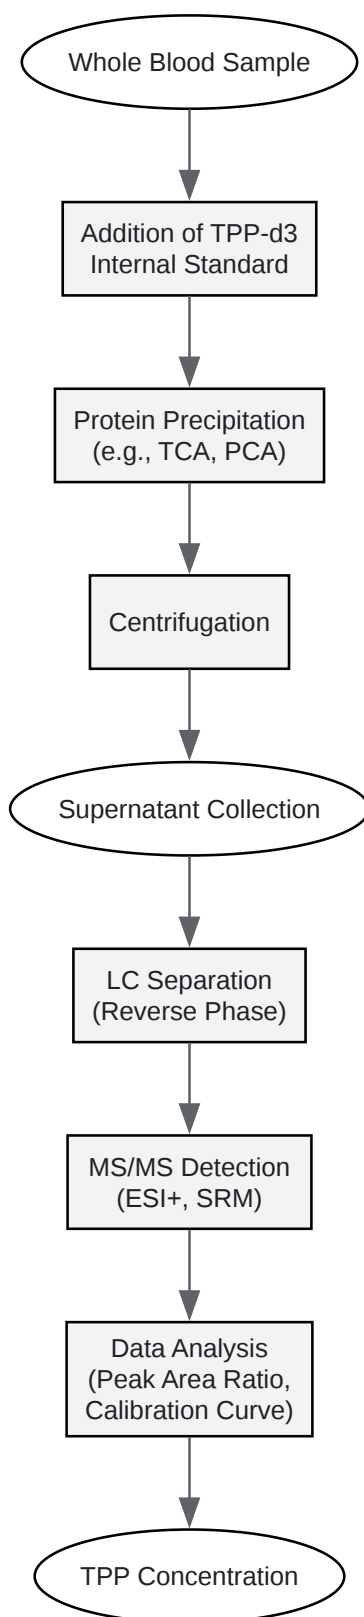 Whole Blood Sample
Addition of TPP-d3
Internal Standard
Protein Precipitation
(e.g., TCA, PCA)
Centrifugation
Supernatant Collection
LC Separation
(Reverse Phase)
MS/MS Detection
(ESI+, SRM)
Data Analysis
(Peak Area Ratio,
Calibration Curve)
TPP Concentration